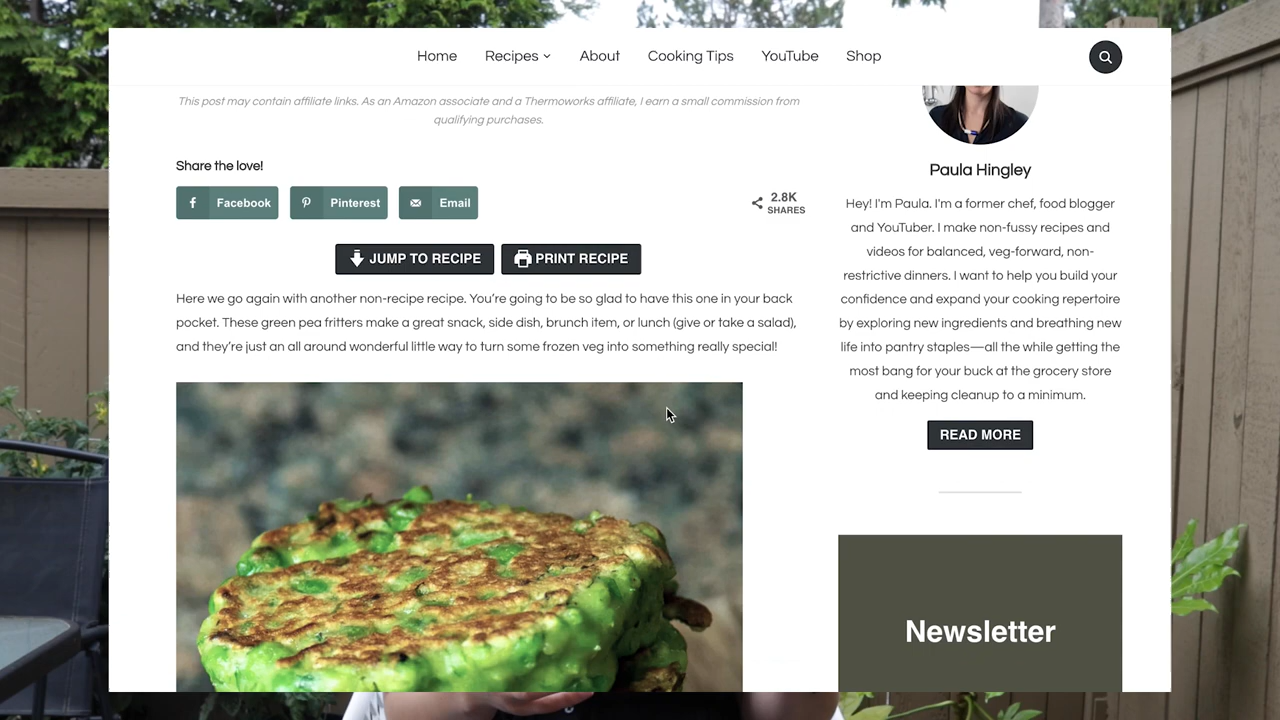 Home Recipes About Cooking Tips YouTube Shop
This post may contain affiliate links. As an Amazon associate and a Thermoworks affiliate, I earn a small commission from
qualifying purchases.
Share the love!
Facebook Pinterest Email
2.8K
SHARES
JUMP TO RECIPE PRINT RECIPE
Here we go again with another non-recipe recipe. You’re going to be so glad to have this one in your back
pocket. These green pea fritters make a great snack, side dish, brunch item, or lunch (give or take a salad),
and they’re just an all around wonderful little way to turn some frozen veg into something really special!
Paula Hingley
Hey! I'm Paula. I'm a former chef, food blogger
and YouTuber. I make non-fussy recipes and
videos for balanced, veg-forward, non-
restrictive dinners. I want to help you build your
confidence and expand your cooking repertoire
by exploring new ingredients and breathing new
life into pantry staples—all the while getting the
most bang for your buck at the grocery store
and keeping cleanup to a minimum.
READ MORE
Newsletter